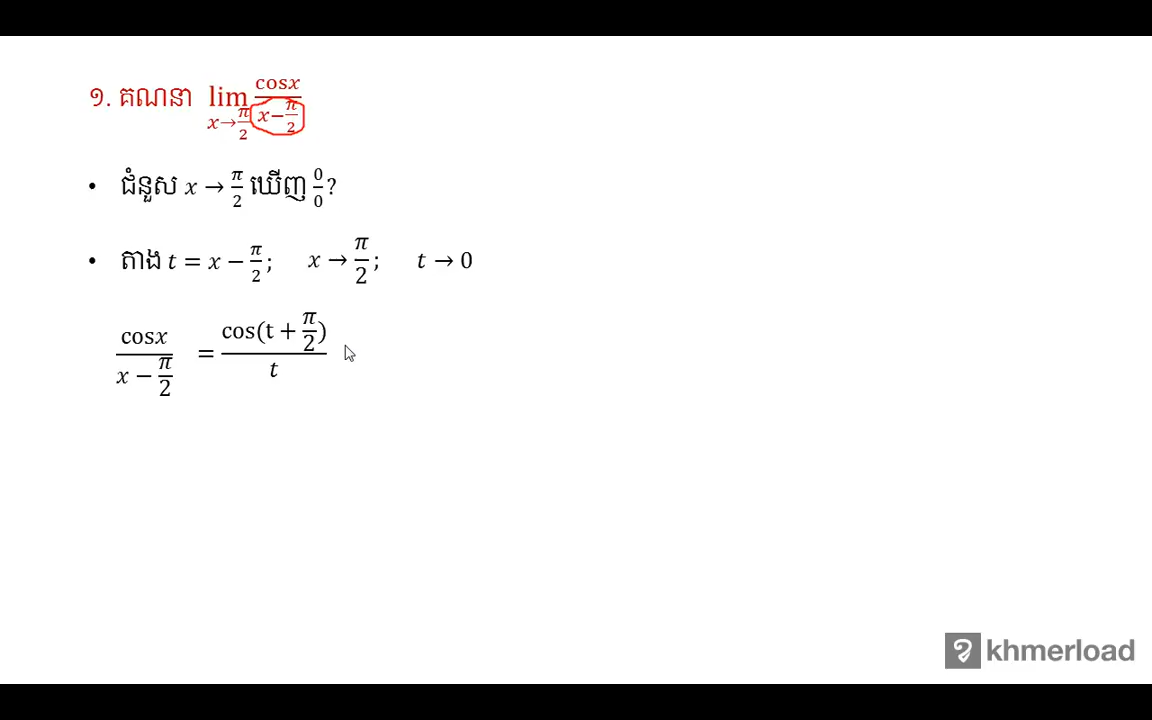 ១. គណនា lim x→π/2 cosx / (x−π/2)
• ជំនួស x → π/2 ឃើញ 0/0?
• តាង t = x − π/2; x → π/2; t → 0
cosx / (x − π/2) = cos(t + π/2) / t
khmerload